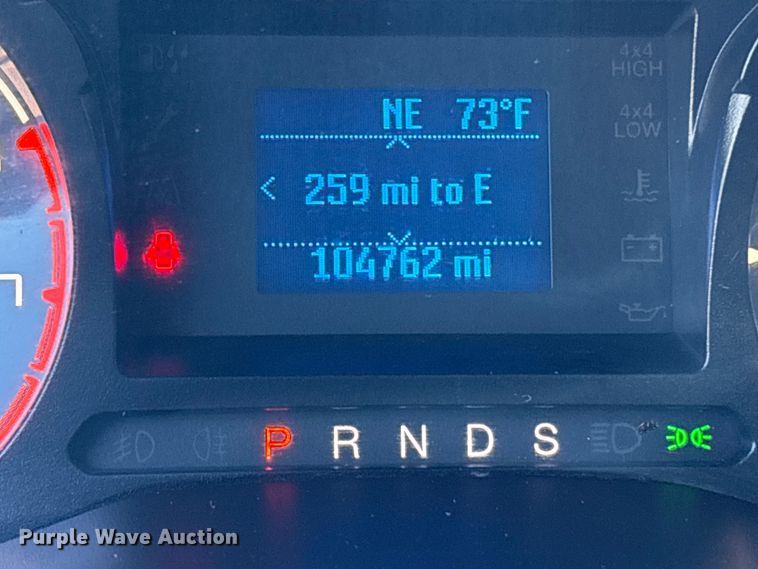 4x4
HIGH
NE 73°F
4x4
LOW
< 259 mi to E
104762 mi
P R N D S
Purple Wave Auction